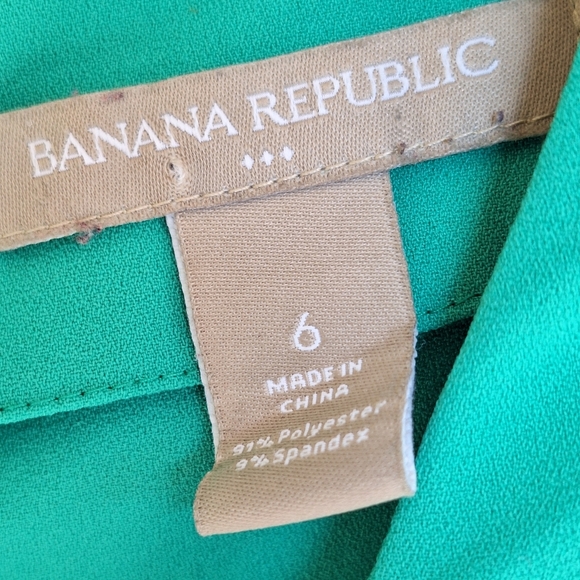 BANANA REPUBLIC
6
MADE IN
CHINA
91% Polyester
9% Spandex